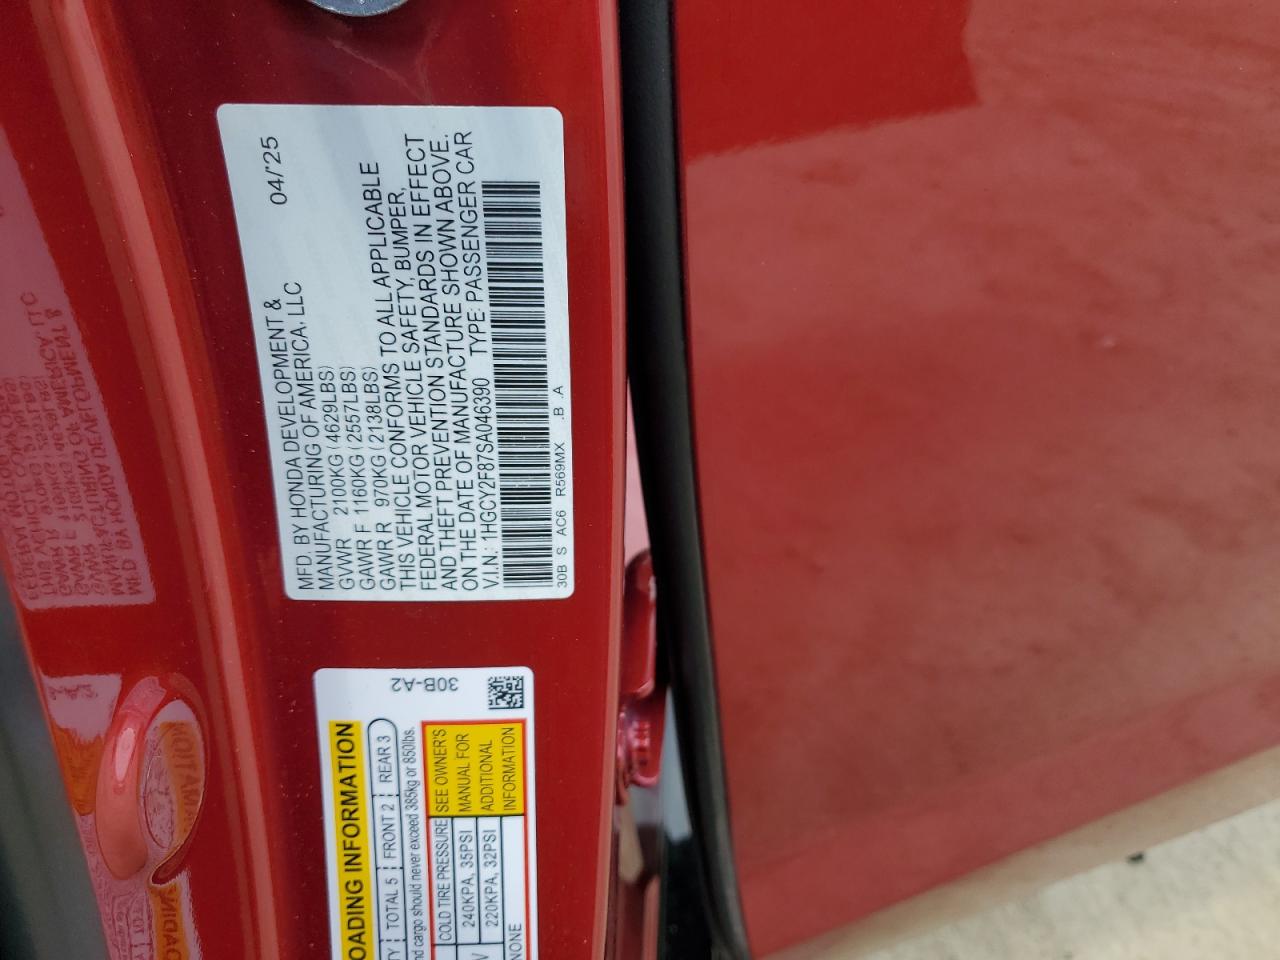 04/'25
MFD. BY HONDA DEVELOPMENT &
MANUFACTURING OF AMERICA, LLC
GVWR 2100KG (4629LBS)
GAWR F 1160KG (2557LBS)
GAWR R 970KG (2138LBS)
THIS VEHICLE CONFORMS TO ALL APPLICABLE
FEDERAL MOTOR VEHICLE SAFETY, BUMPER,
AND THEFT PREVENTION STANDARDS IN EFFECT
ON THE DATE OF MANUFACTURE SHOWN ABOVE.
V.I.N.: 1HGCY2F87SA046390 TYPE: PASSENGER CAR
30B S AC6 R569MX .B .A
30B-A2
OADING INFORMATION
TY TOTAL 5 FRONT 2 REAR 3
nd cargo should never exceed 385kg or 850lbs.
COLD TIRE PRESSURE
240KPA, 35PSI
220KPA, 32PSI
NONE
SEE OWNER'S
MANUAL FOR
ADDITIONAL
INFORMATION